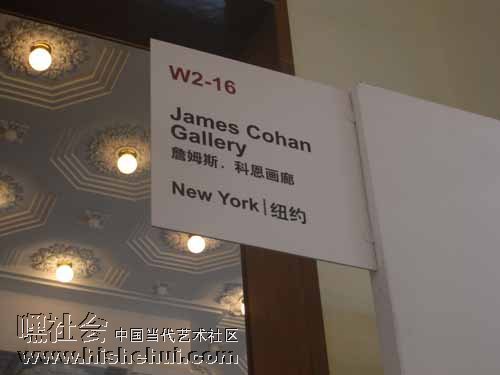 W2-16
James Cohan
Gallery
詹姆斯．科恩画廊
New York|纽约
嘿社会 中国当代艺术社区
www.hishehui.com